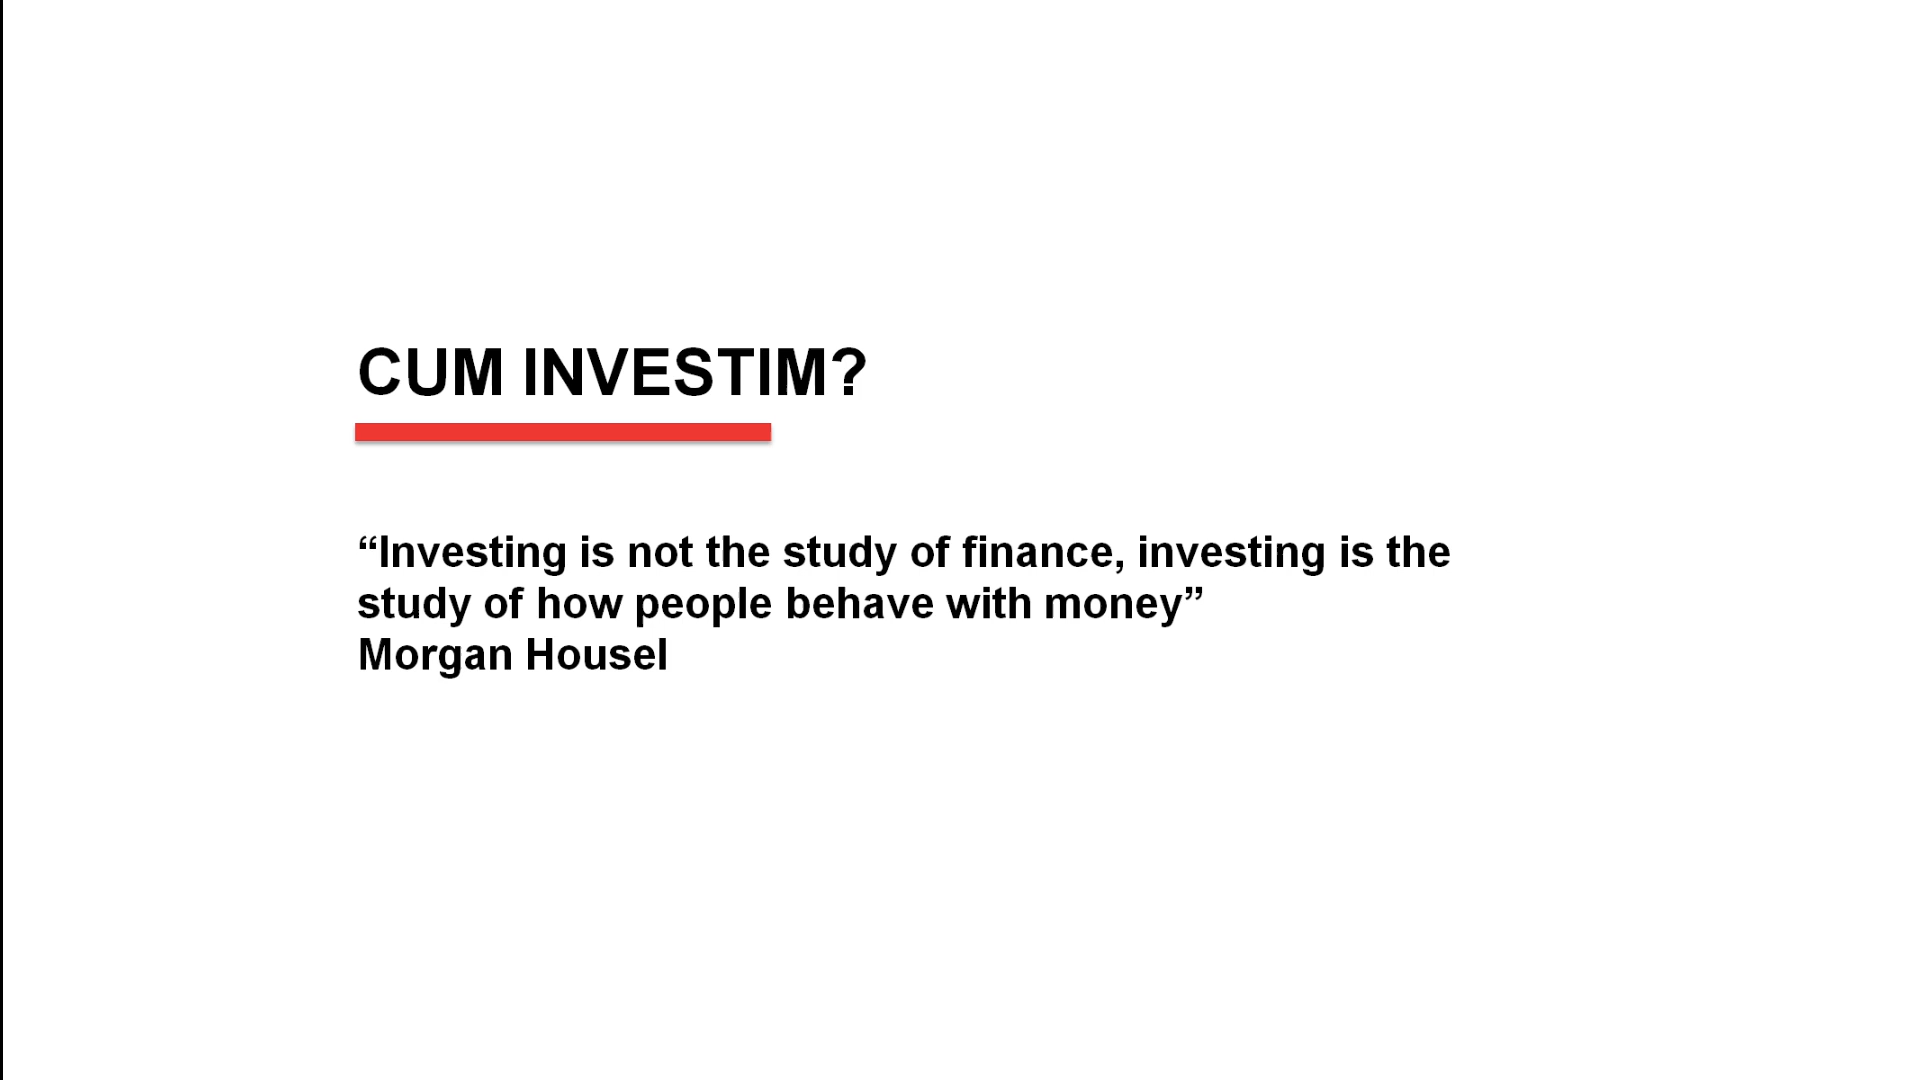 CUM INVESTIM?
“Investing is not the study of finance, investing is the
study of how people behave with money”
Morgan Housel